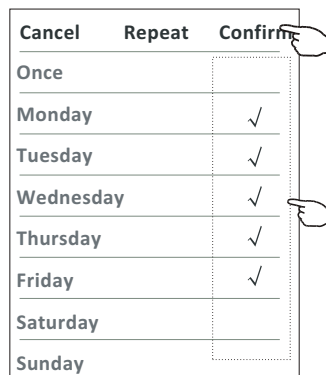 Cancel Repeat Confirm
Once
Monday √
Tuesday √
Wednesday √
Thursday √
Friday √
Saturday
Sunday